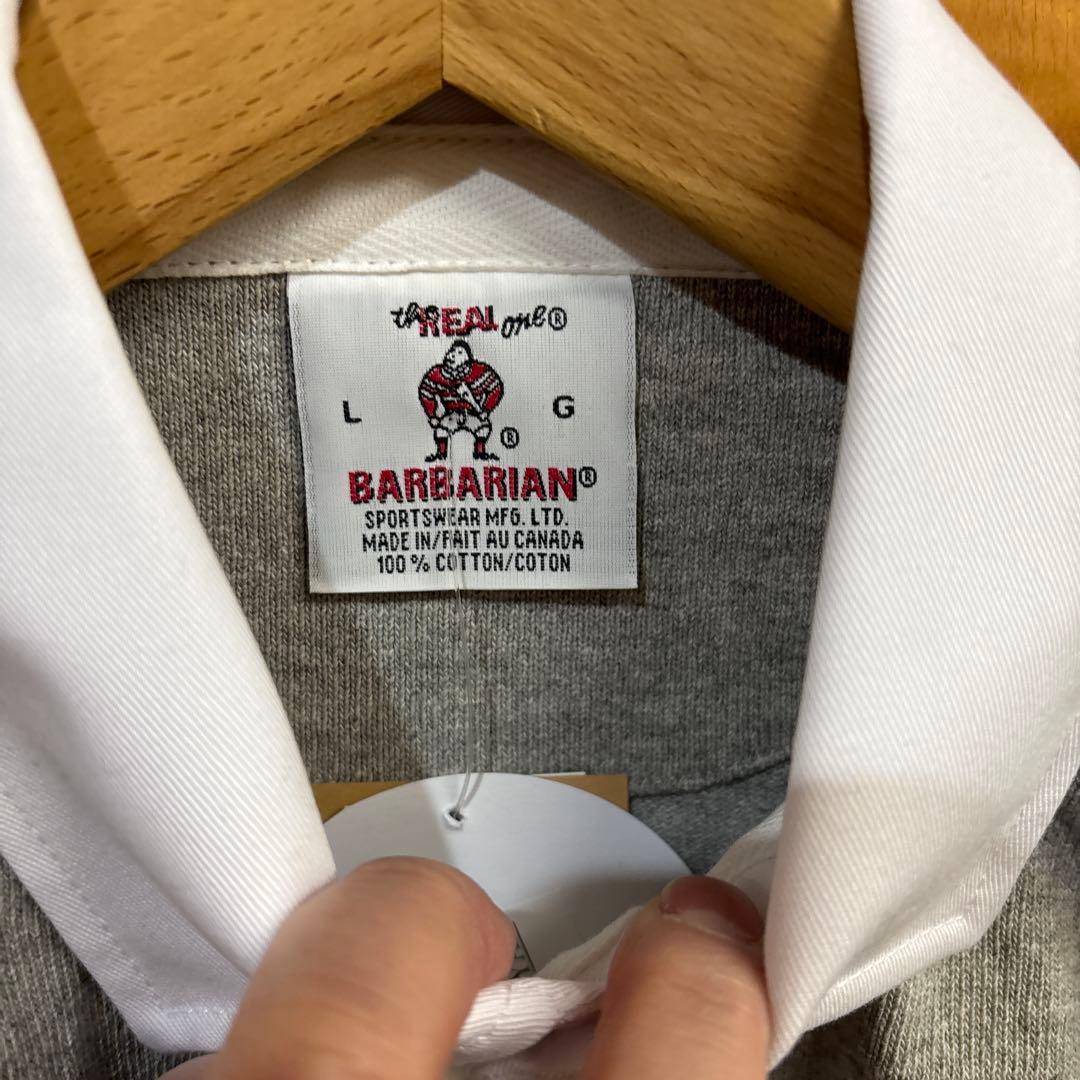 the REAL one®
L G
®
BARBARIAN®
SPORTSWEAR MFG. LTD.
MADE IN/FAIT AU CANADA
100% COTTON/COTON